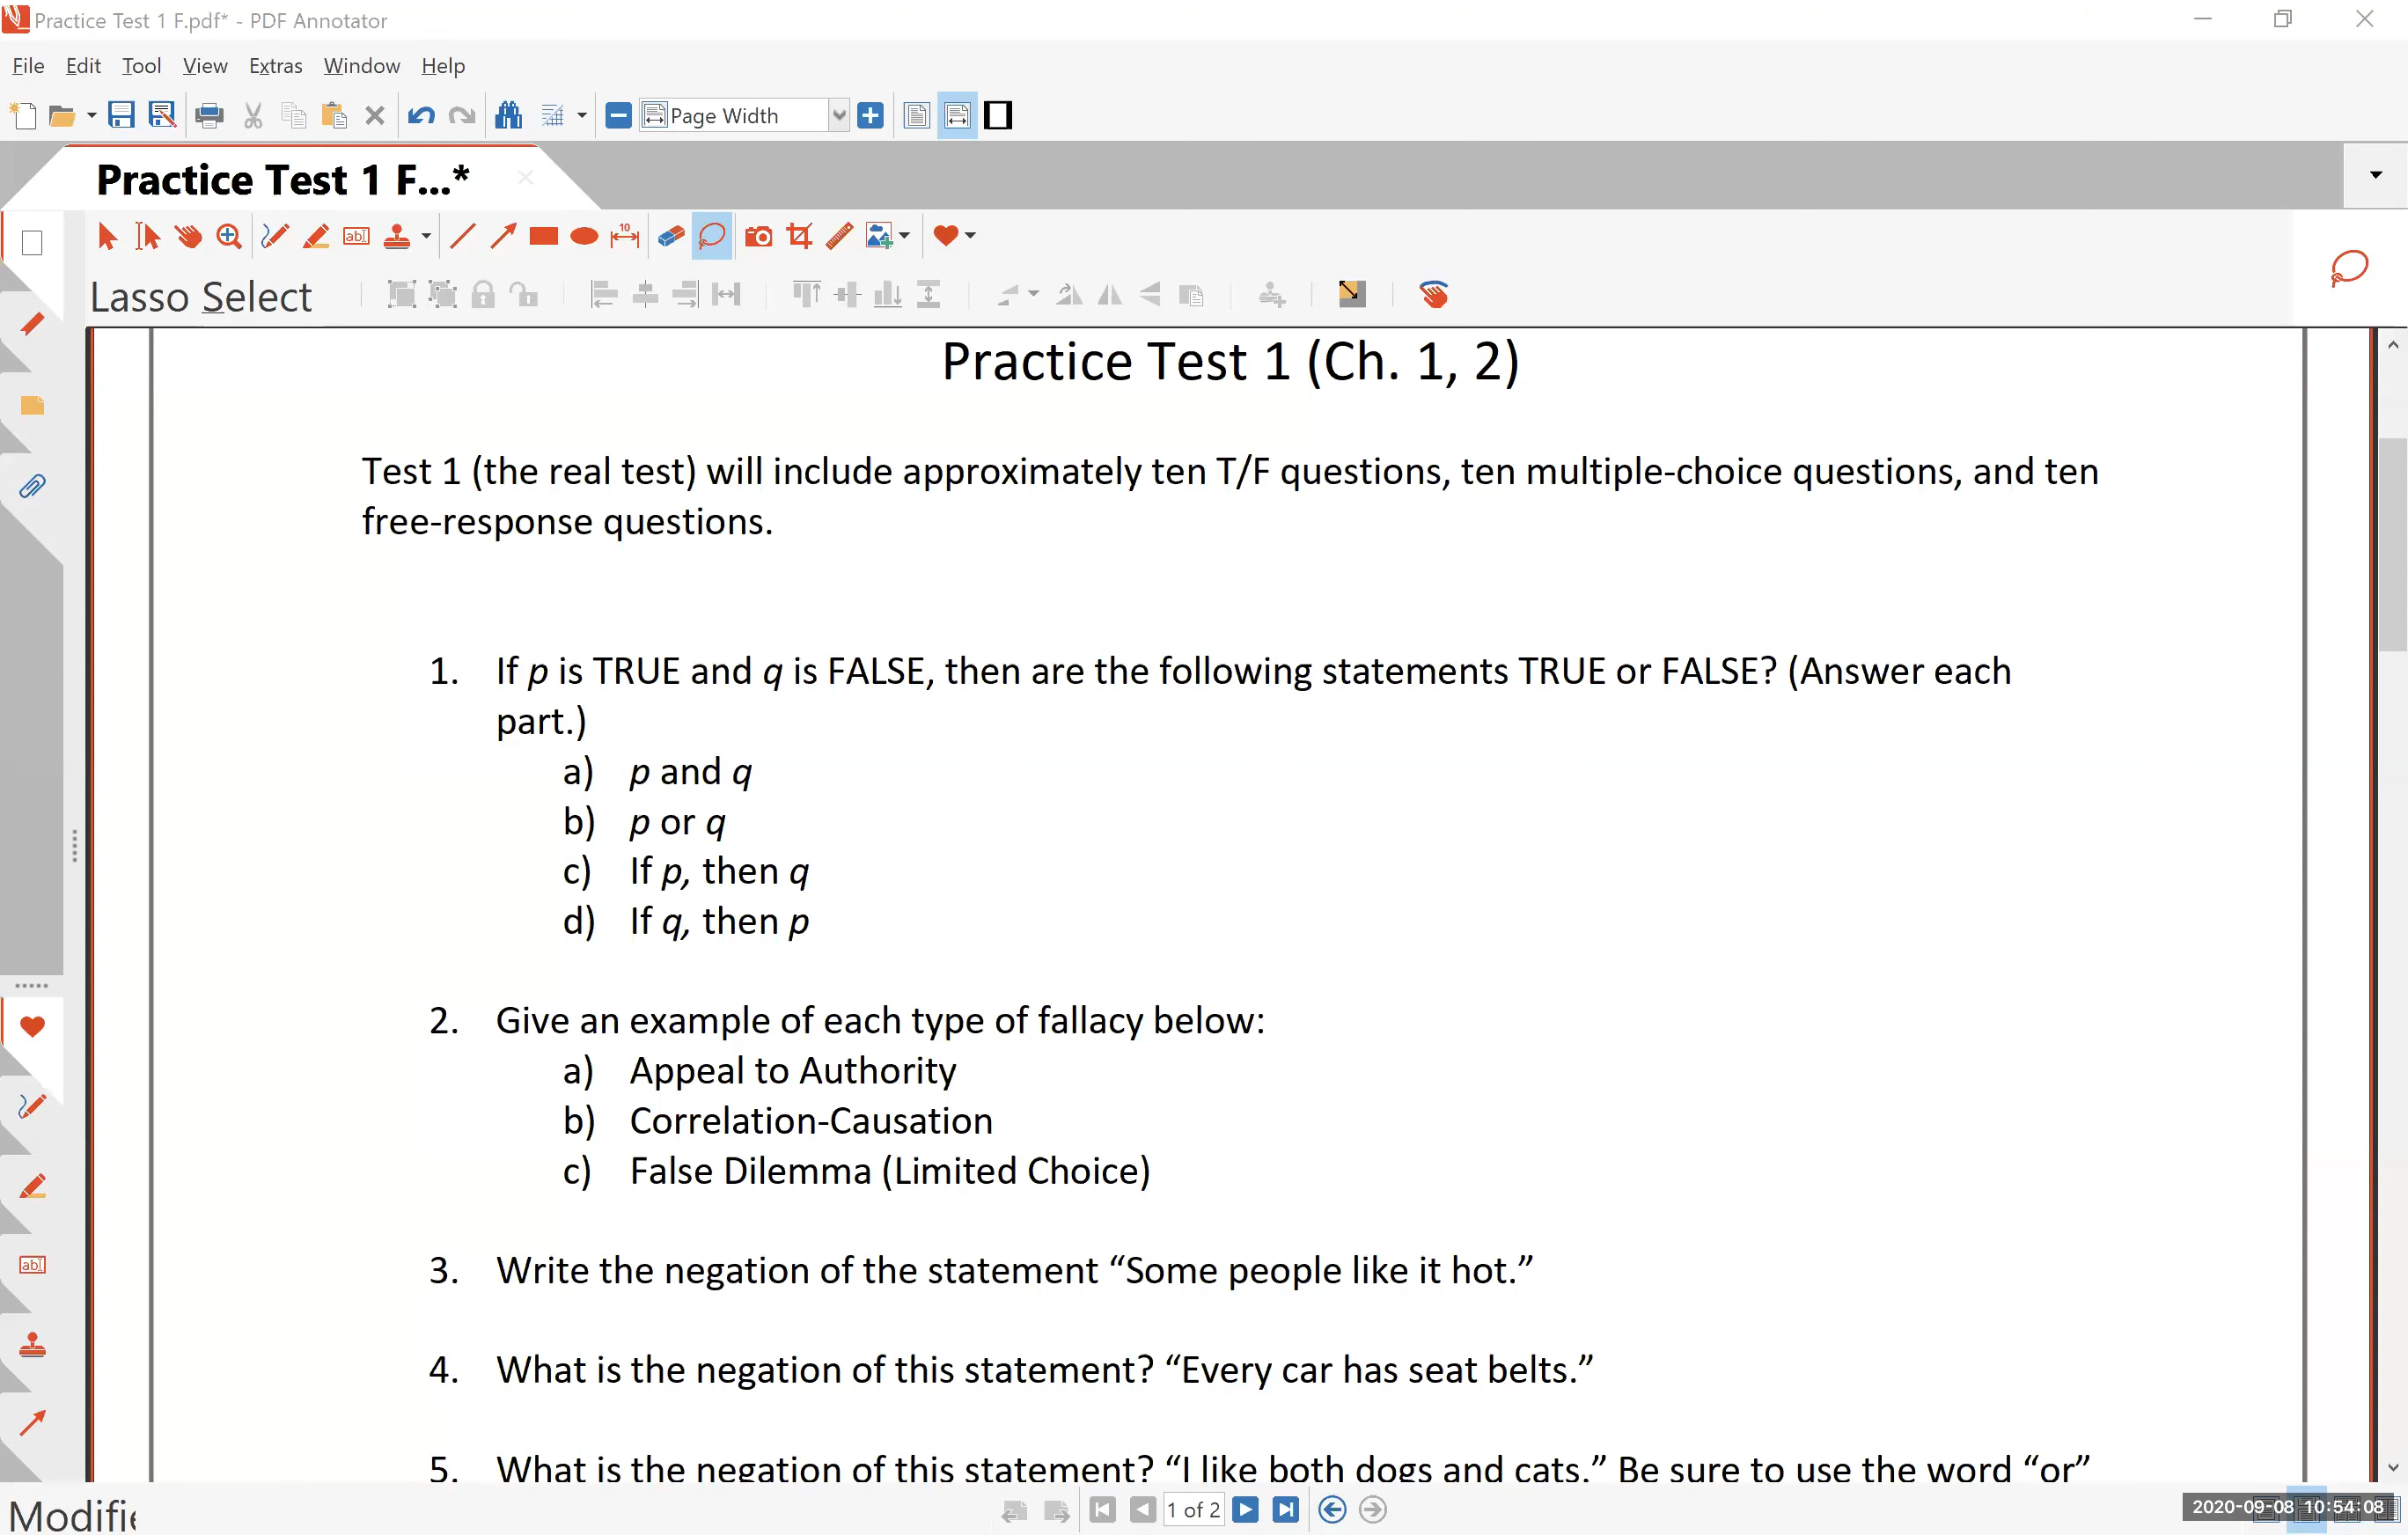 Practice Test 1 F.pdf* - PDF Annotator
File Edit Tool View Extras Window Help
Page Width
Practice Test 1 F...*
10
abI
Lasso Select
Practice Test 1 (Ch. 1, 2)
Test 1 (the real test) will include approximately ten T/F questions, ten multiple-choice questions, and ten
free-response questions.
1. If p is TRUE and q is FALSE, then are the following statements TRUE or FALSE? (Answer each
part.)
a) p and q
b) p or q
c) If p, then q
d) If q, then p
2. Give an example of each type of fallacy below:
a) Appeal to Authority
b) Correlation-Causation
c) False Dilemma (Limited Choice)
3. Write the negation of the statement “Some people like it hot.”
abI
4. What is the negation of this statement? “Every car has seat belts.”
5. What is the negation of this statement? “I like both dogs and cats.” Be sure to use the word “or”
Modifi
1 of 2
2020-09-08 10:54:08